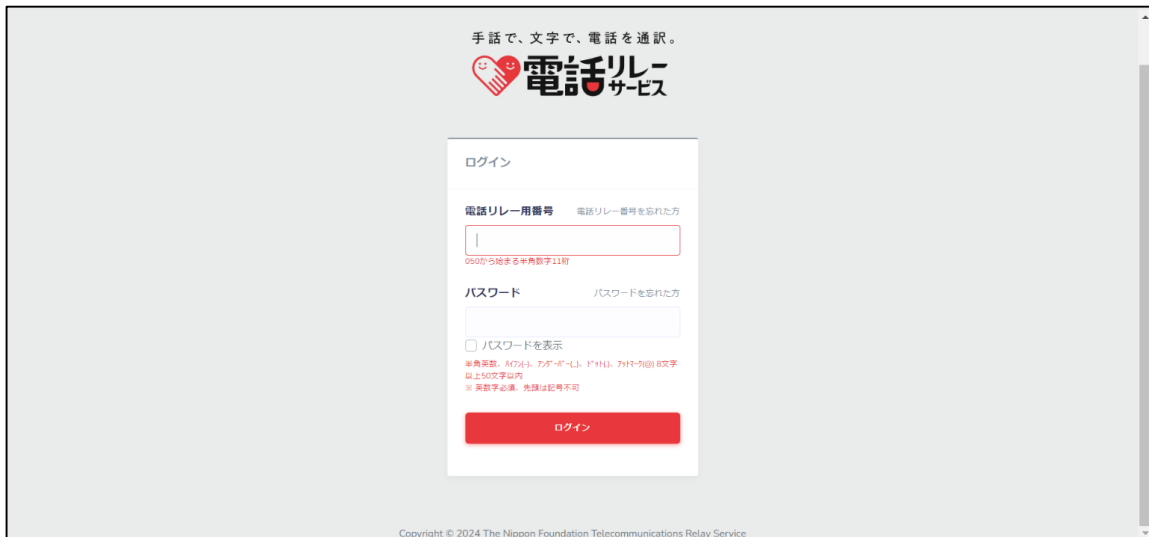 手話で、文字で、電話を通訳。
電話リレーサービス
ログイン
電話リレー用番号 電話リレー番号を忘れた方
050から始まる半角数字11桁
パスワード パスワードを忘れた方
パスワードを表示
半角英数、ﾊｲﾌﾝ(-)、ｱﾝﾀﾞｰﾊﾞｰ(_)、ﾄﾞｯﾄ(.)、ｱｯﾄﾏｰｸ(@) 8文字
以上50文字以内
※ 英数字必須、先頭は記号不可
ログイン
Copyright © 2024 The Nippon Foundation Telecommunications Relay Service